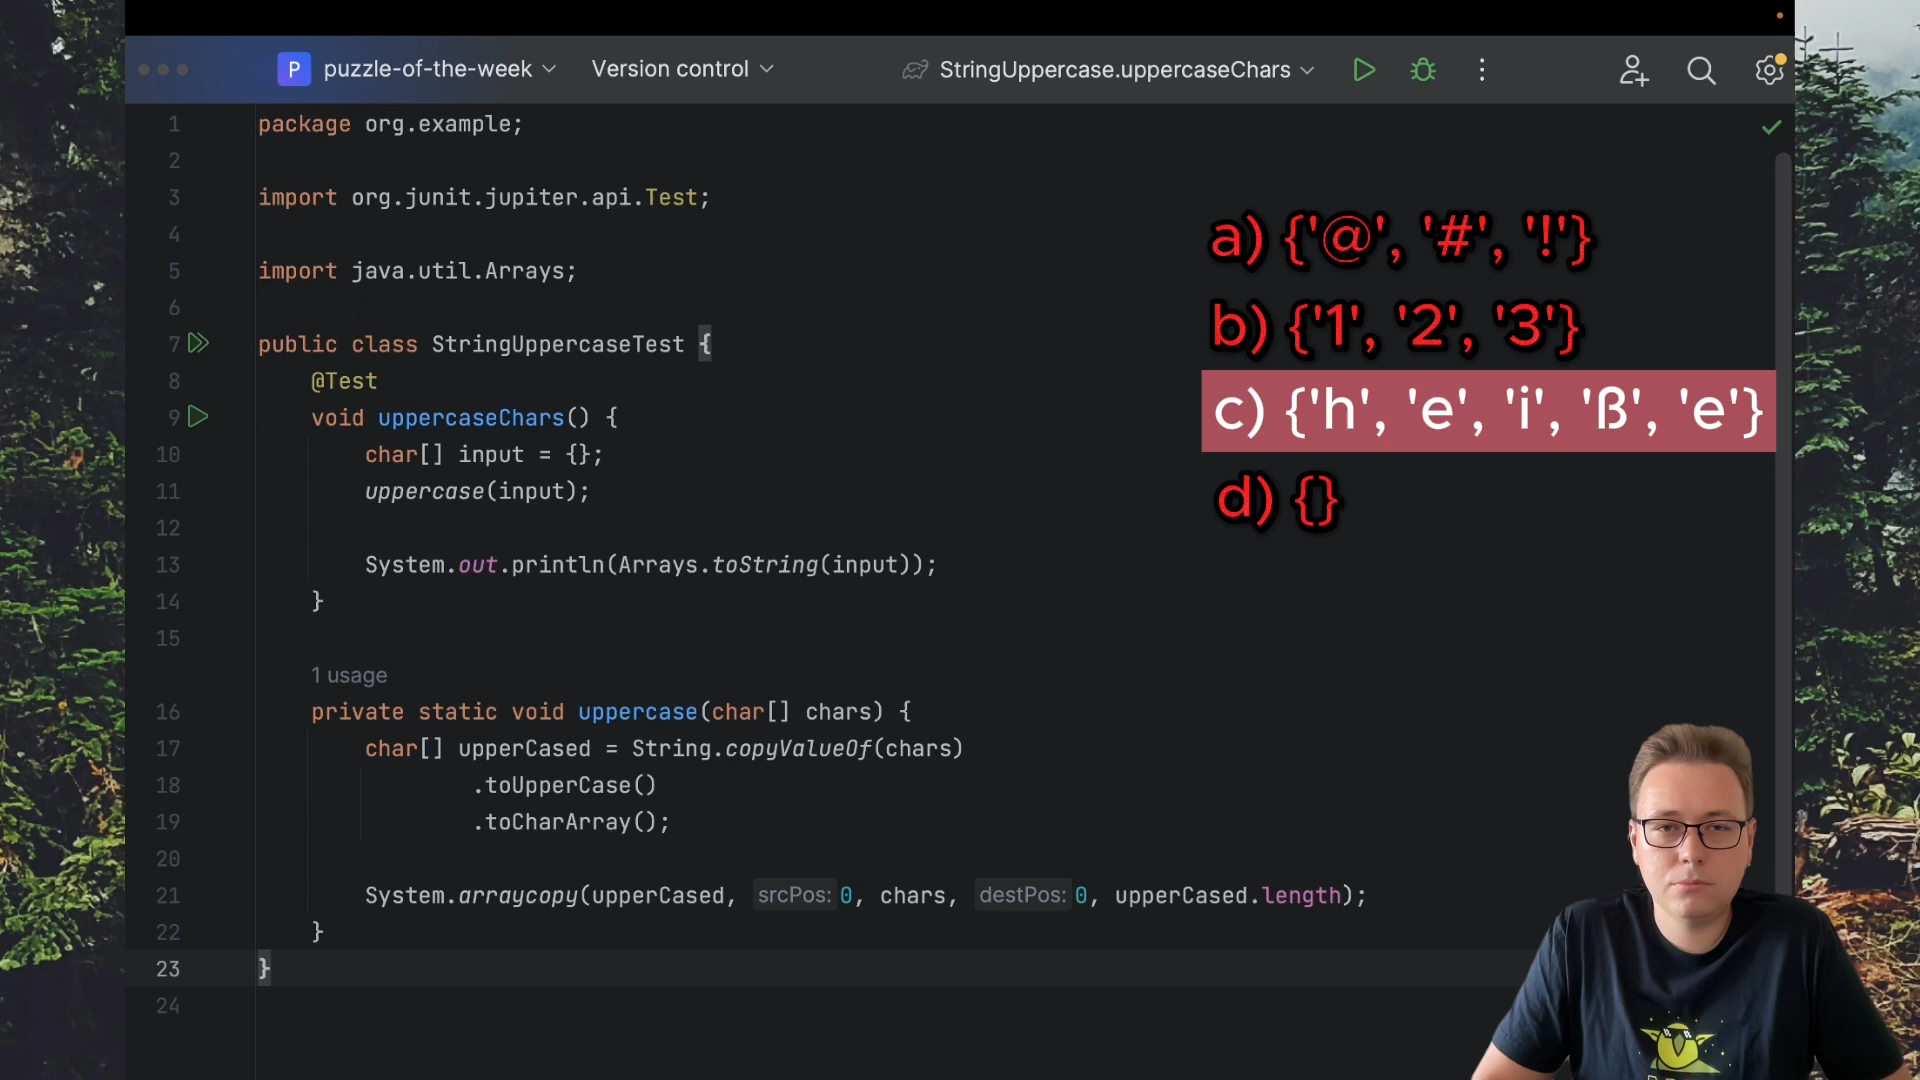 P puzzle-of-the-week Version control StringUppercase.uppercaseChars
1 package org.example;
2
3 import org.junit.jupiter.api.Test;
4
5 import java.util.Arrays;
6
7 public class StringUppercaseTest {
8 @Test
9 void uppercaseChars() {
10 char[] input = {};
11 uppercase(input);
12
13 System.out.println(Arrays.toString(input));
14 }
15
1 usage
16 private static void uppercase(char[] chars) {
17 char[] upperCased = String.copyValueOf(chars)
18 .toUpperCase()
19 .toCharArray();
20
21 System.arraycopy(upperCased, srcPos: 0, chars, destPos: 0, upperCased.length);
22 }
23 }
24
a) {'@', '#', '!'}
b) {'1', '2', '3'}
c) {'h', 'e', 'i', 'ß', 'e'}
d) {}